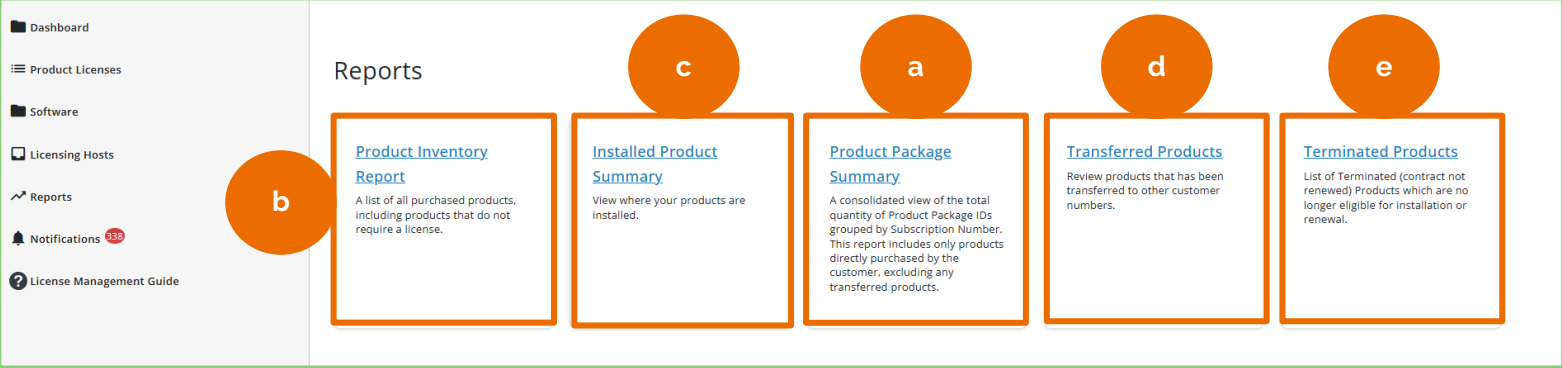 Dashboard
Product Licenses
Software
Licensing Hosts
Reports
Notifications 338
License Management Guide
Reports
b
Product Inventory
Report
A list of all purchased products,
including products that do not
require a license.
c
Installed Product
Summary
View where your products are
installed.
a
Product Package
Summary
A consolidated view of the total
quantity of Product Package IDs
grouped by Subscription Number.
This report includes only products
directly purchased by the
customer, excluding any
transferred products.
d
Transferred Products
Review products that has been
transferred to other customer
numbers.
e
Terminated Products
List of Terminated (contract not
renewed) Products which are no
longer eligible for installation or
renewal.